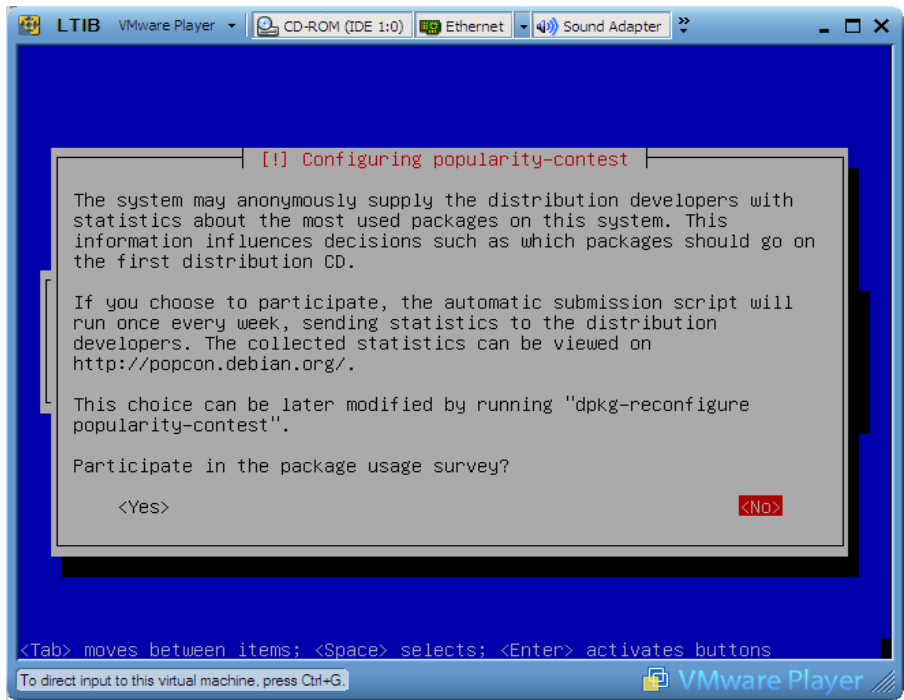 LTIB VMware Player CD-ROM (IDE 1:0) Ethernet Sound Adapter
[!] Configuring popularity-contest
The system may anonymously supply the distribution developers with
statistics about the most used packages on this system. This
information influences decisions such as which packages should go on
the first distribution CD.
If you choose to participate, the automatic submission script will
run once every week, sending statistics to the distribution
developers. The collected statistics can be viewed on
http://popcon.debian.org/.
This choice can be later modified by running "dpkg-reconfigure
popularity-contest".
Participate in the package usage survey?
<Yes> <No>
<Tab> moves between items; <Space> selects; <Enter> activates buttons
To direct input to this virtual machine, press Ctrl+G. VMware Player